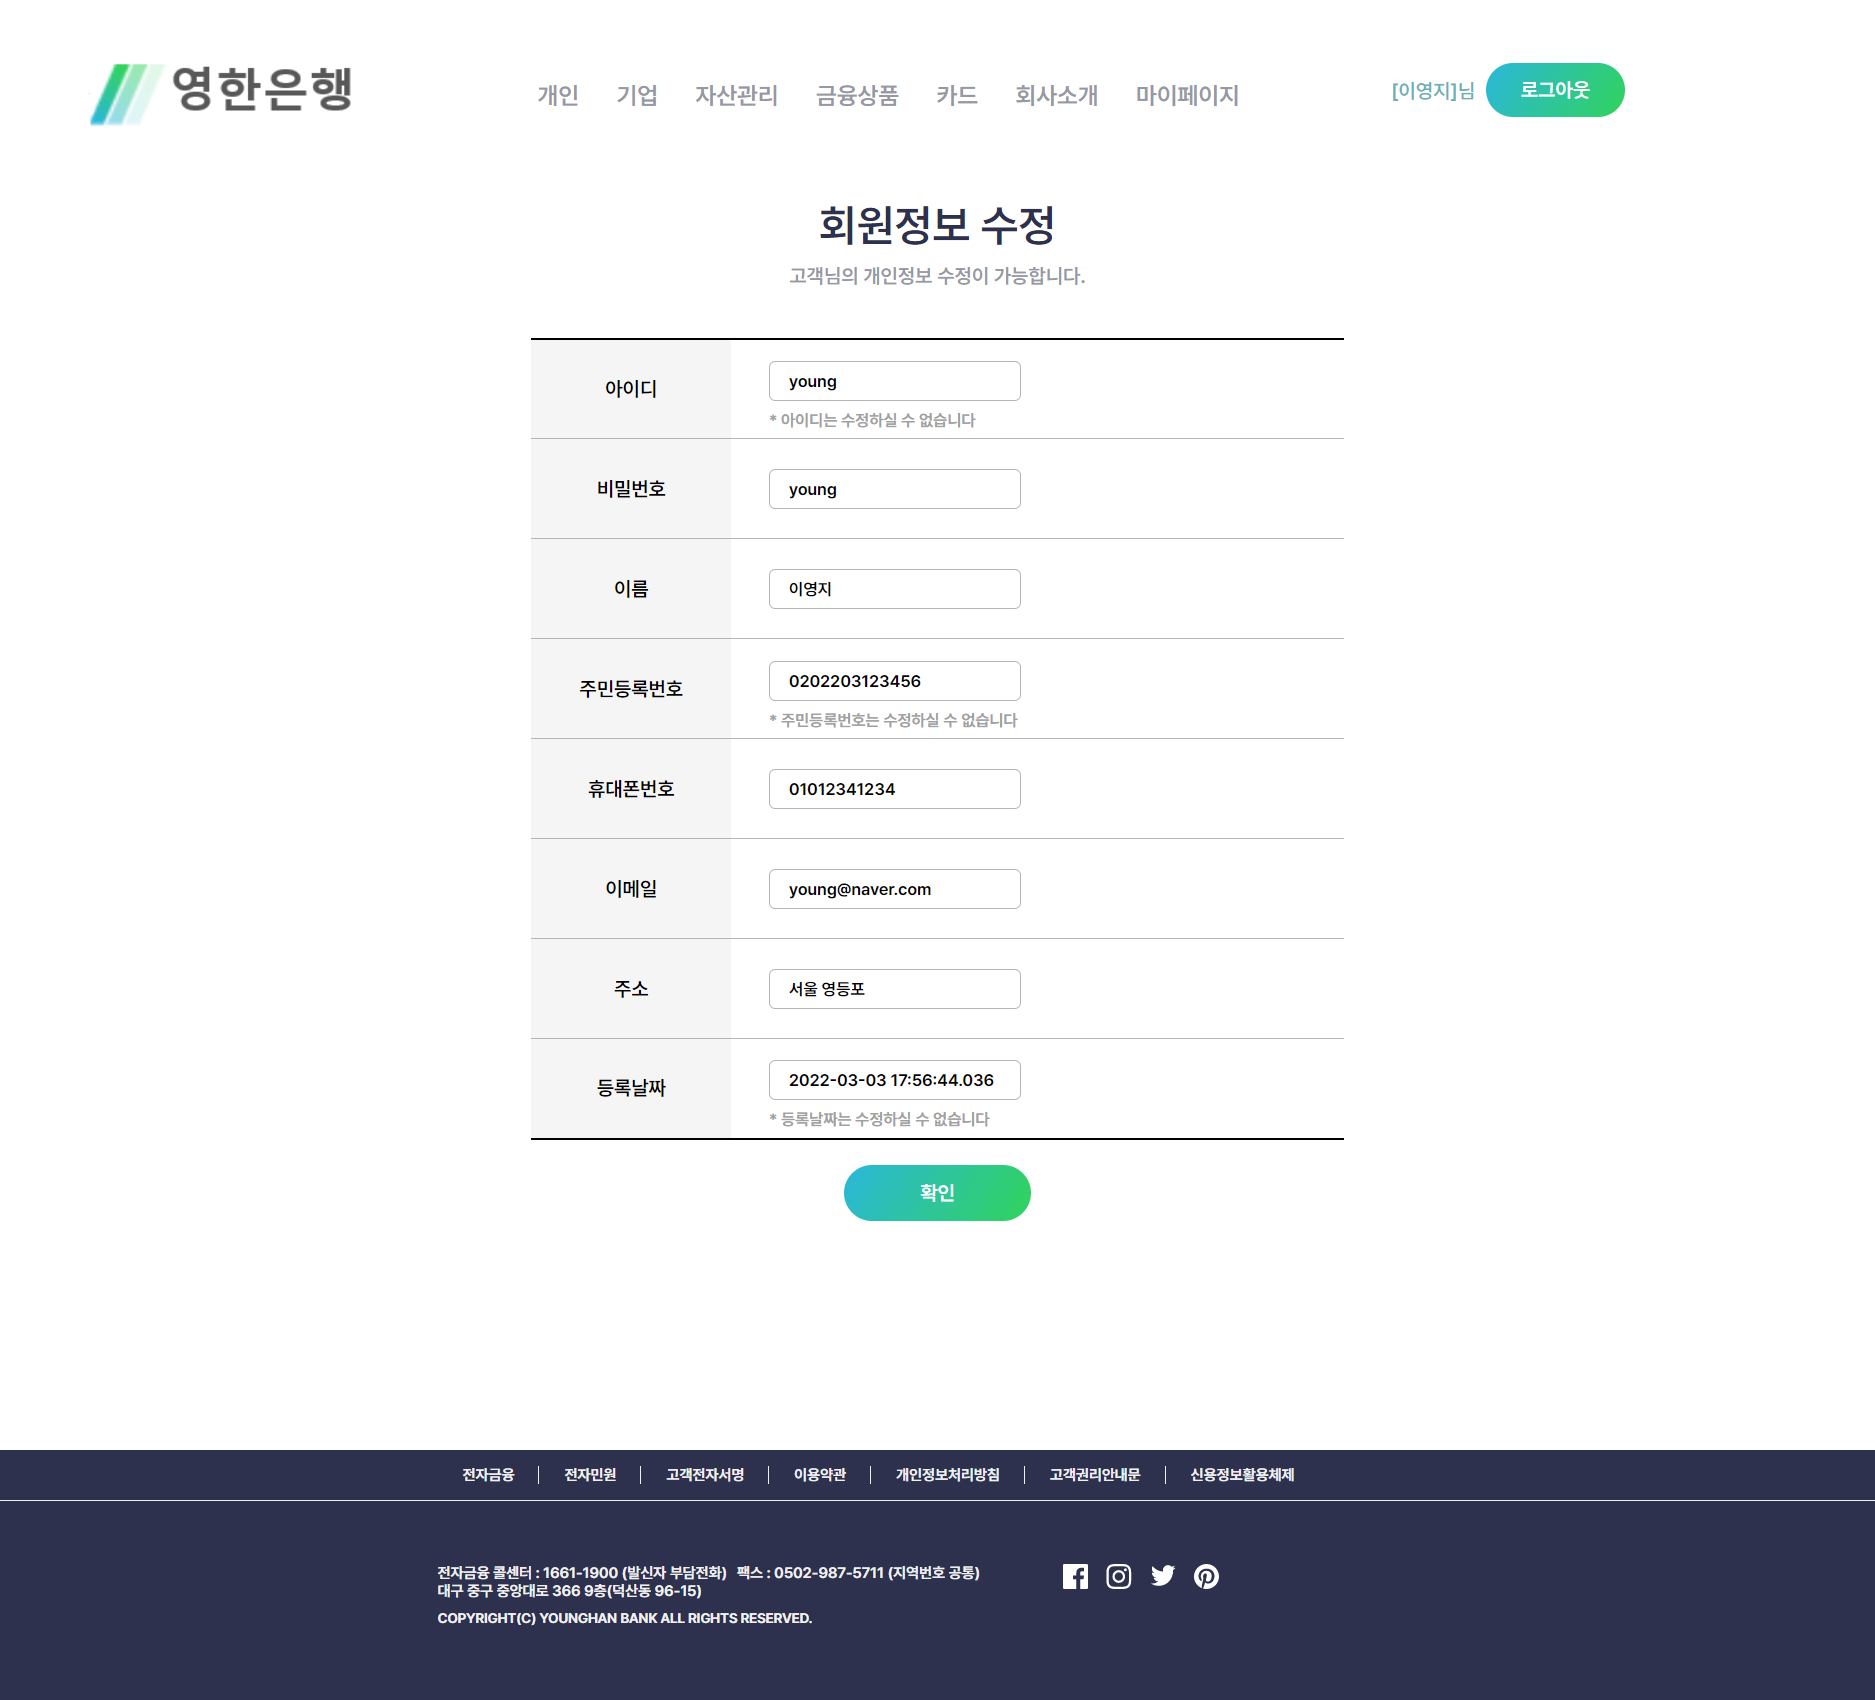 영한은행
개인 기업 자산관리 금융상품 카드 회사소개 마이페이지
[이영지]님 로그아웃
회원정보 수정
고객님의 개인정보 수정이 가능합니다.
아이디 young
* 아이디는 수정하실 수 없습니다
비밀번호 young
이름 이영지
주민등록번호 0202203123456
* 주민등록번호는 수정하실 수 없습니다
휴대폰번호 01012341234
이메일 young@naver.com
주소 서울 영등포
등록날짜 2022-03-03 17:56:44.036
* 등록날짜는 수정하실 수 없습니다
확인
전자금융 전자민원 고객전자서명 이용약관 개인정보처리방침 고객권리안내문 신용정보활용체제
전자금융 콜센터 : 1661-1900 (발신자 부담전화) 팩스 : 0502-987-5711 (지역번호 공통)
대구 중구 중앙대로 366 9층(덕산동 96-15)
COPYRIGHT(C) YOUNGHAN BANK ALL RIGHTS RESERVED.